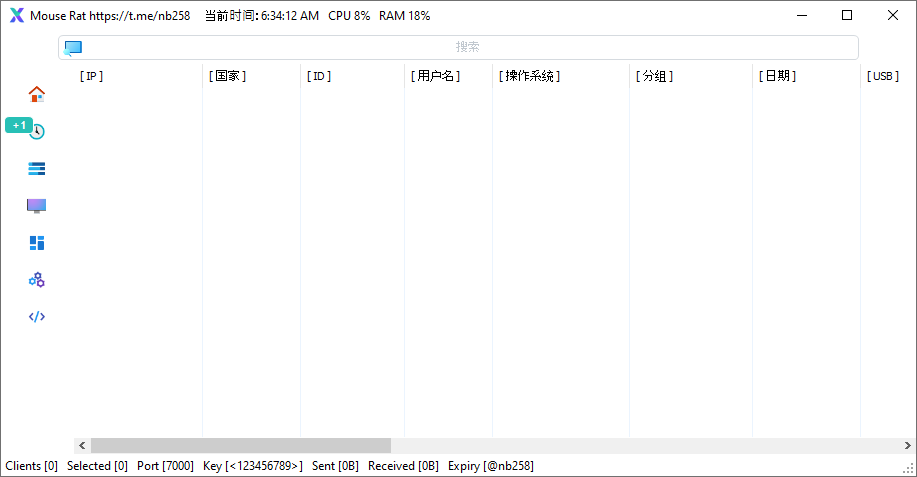 Mouse Rat https://t.me/nb258 当前时间: 6:34:12 AM CPU 8% RAM 18%
搜索
[ IP ] [ 国家 ] [ ID ] [ 用户名 ] [ 操作系统 ] [ 分组 ] [ 日期 ] [ USB ]
+1
Clients [0] Selected [0] Port [7000] Key [<123456789>] Sent [0B] Received [0B] Expiry [@nb258]